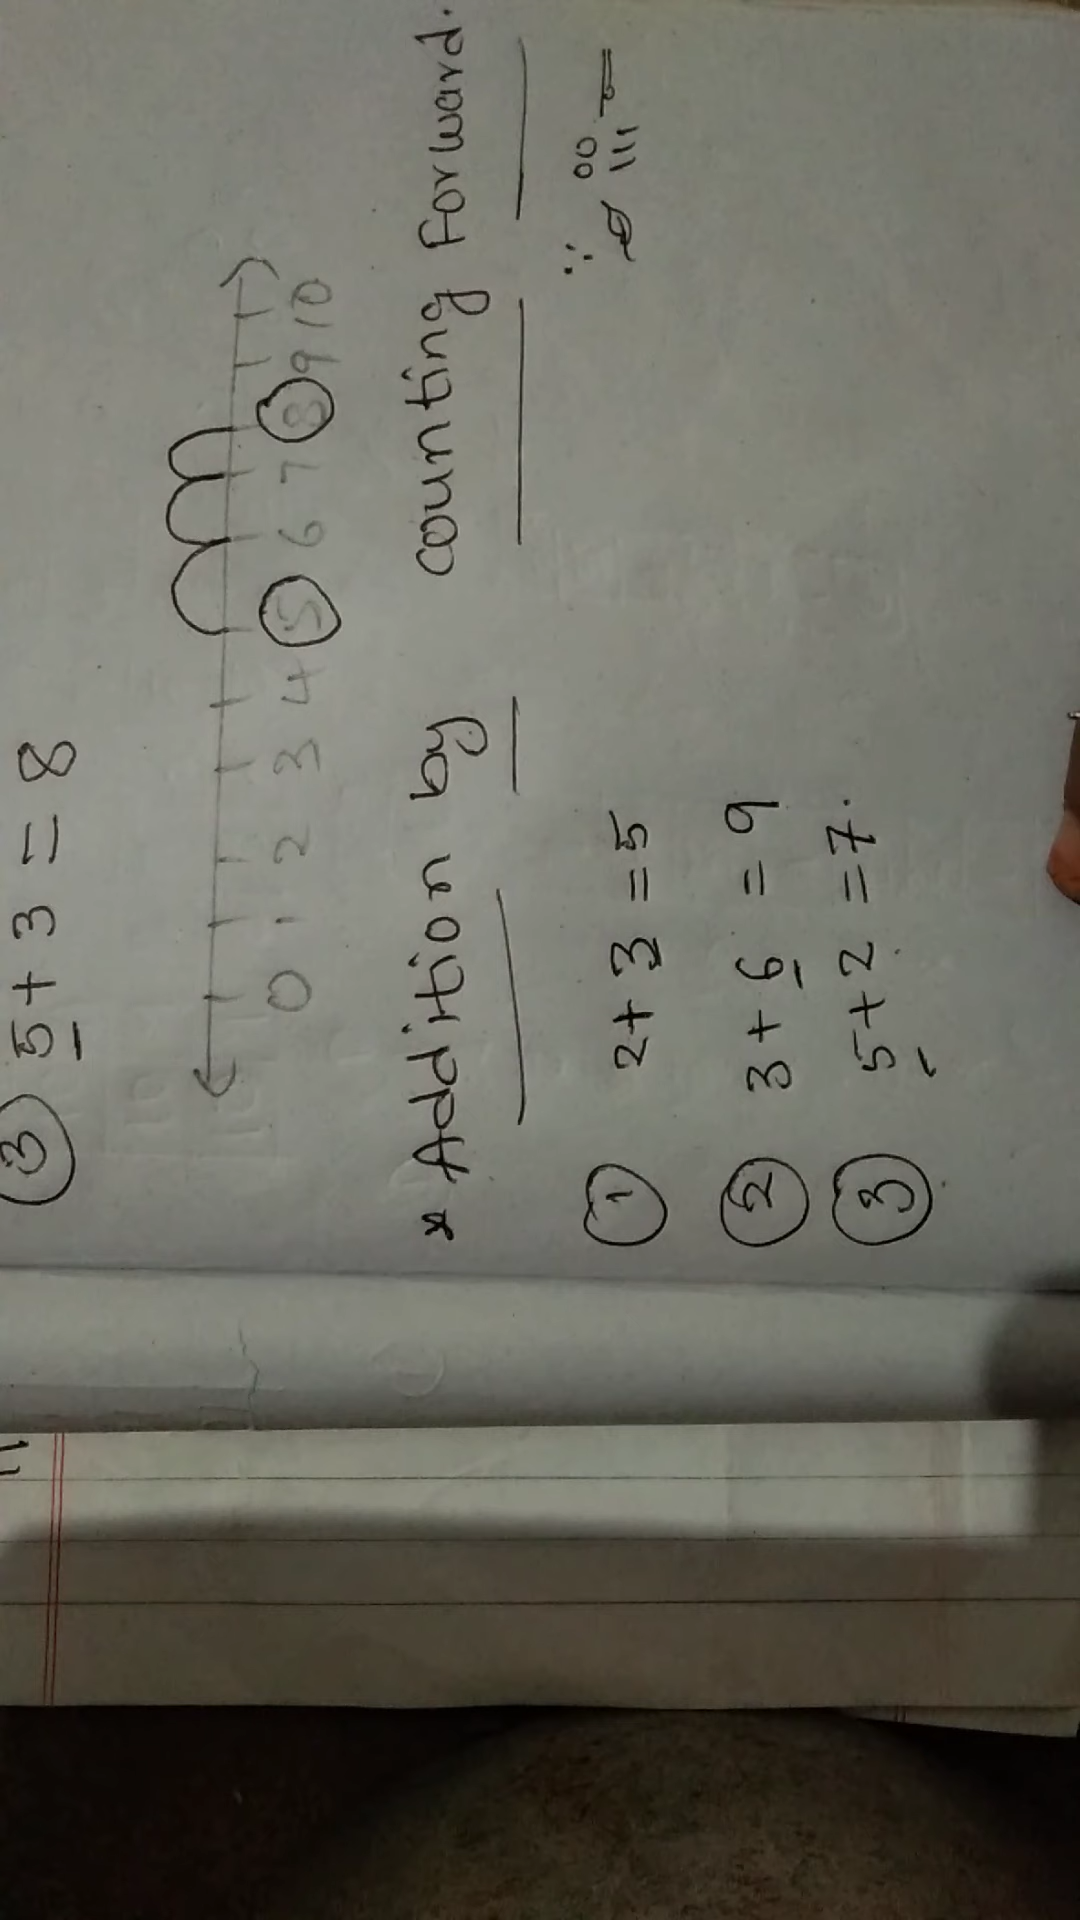 ③ 5+3=8
0 1 2 3 4 5 6 7 8 9 10
* Addition by counting Forward.
① 2+3=5
② 3+6=9
③ 5+2=7.